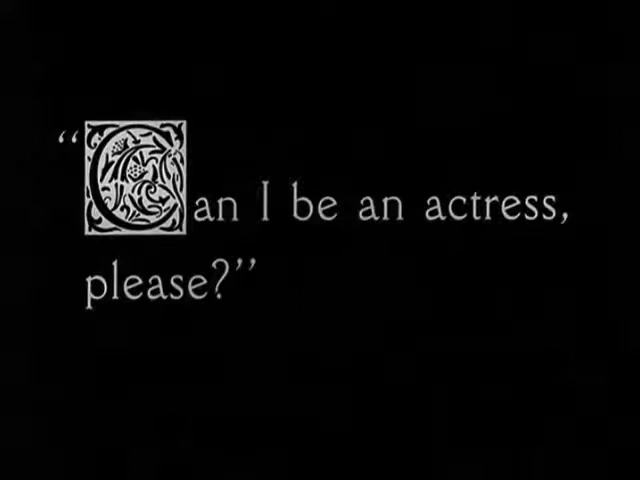 “Can I be an actress,
please?”